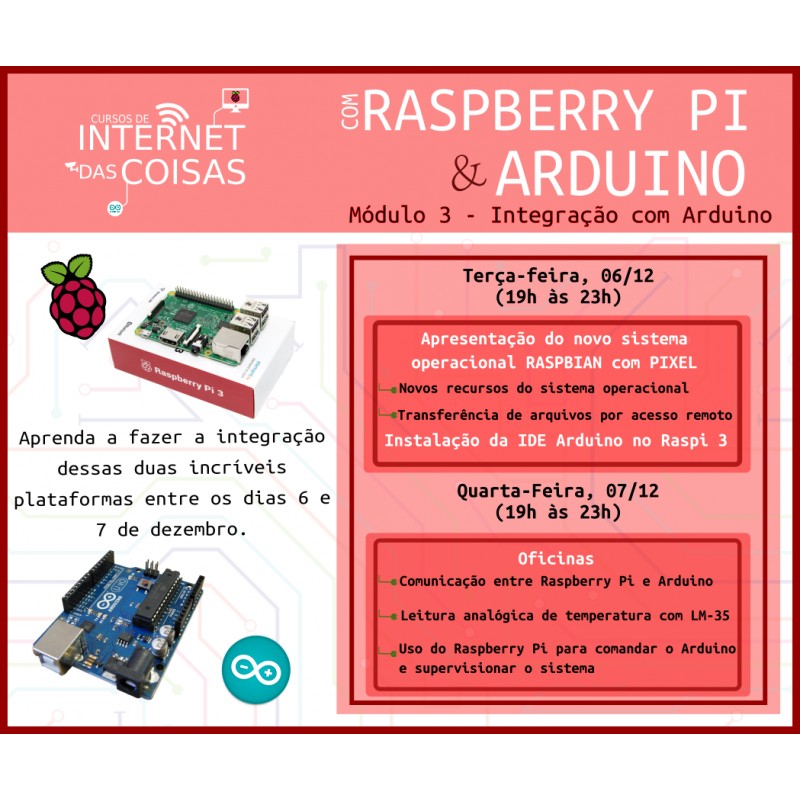 CURSOS DE
INTERNET
DAS COISAS
COM RASPBERRY PI
& ARDUINO
Módulo 3 - Integração com Arduino
Raspberry Pi 3
Aprenda a fazer a integração
dessas duas incríveis
plataformas entre os dias 6 e
7 de dezembro.
Terça-feira, 06/12
(19h às 23h)
Apresentação do novo sistema
operacional RASPBIAN com PIXEL
Novos recursos do sistema operacional
Transferência de arquivos por acesso remoto
Instalação da IDE Arduino no Raspi 3
Quarta-Feira, 07/12
(19h às 23h)
Oficinas
Comunicação entre Raspberry Pi e Arduino
Leitura analógica de temperatura com LM-35
Uso do Raspberry Pi para comandar o Arduino
e supervisionar o sistema